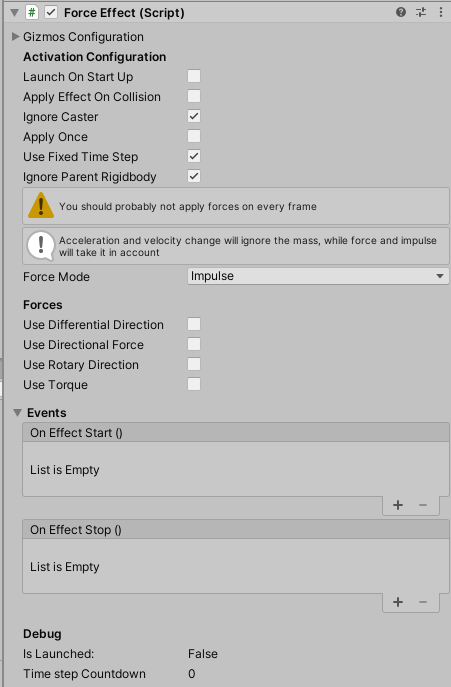 Force Effect (Script)
Gizmos Configuration
Activation Configuration
Launch On Start Up
Apply Effect On Collision
Ignore Caster
Apply Once
Use Fixed Time Step
Ignore Parent Rigidbody
You should probably not apply forces on every frame
Acceleration and velocity change will ignore the mass, while force and impulse
will take it in account
Force Mode Impulse
Forces
Use Differential Direction
Use Directional Force
Use Rotary Direction
Use Torque
Events
On Effect Start ()
List is Empty
On Effect Stop ()
List is Empty
Debug
Is Launched: False
Time step Countdown 0